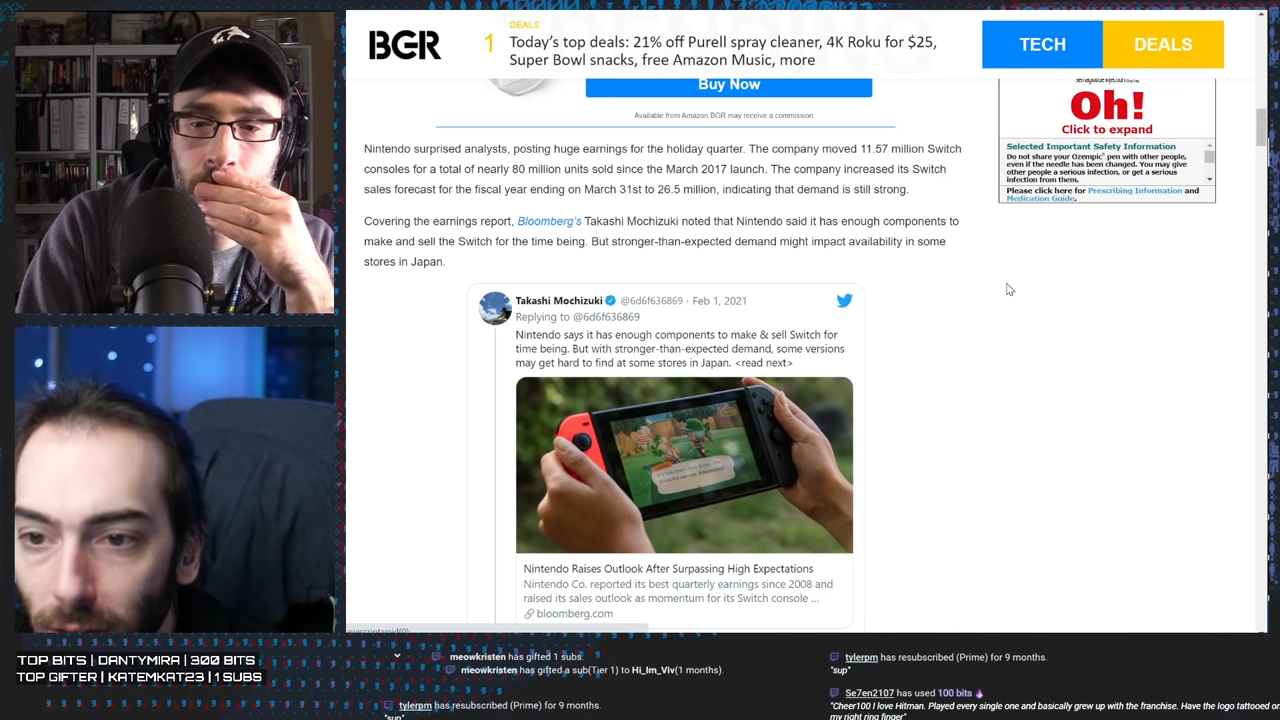 BGR
DEALS
1
Today's top deals: 21% off Purell spray cleaner, 4K Roku for $25,
Super Bowl snacks, free Amazon Music, more
TECH
DEALS
Buy Now
Available from Amazon BGR may receive a commission
Oh!
Click to expand
Selected Important Safety Information
Do not share your Ozempic® pen with other people,
even if the needle has been changed. You may give
other people a serious infection, or get a serious
infection from them.
Please click here for Prescribing Information and
Medication Guide.
Nintendo surprised analysts, posting huge earnings for the holiday quarter. The company moved 11.57 million Switch
consoles for a total of nearly 80 million units sold since the March 2017 launch. The company increased its Switch
sales forecast for the fiscal year ending on March 31st to 26.5 million, indicating that demand is still strong.
Covering the earnings report, Bloomberg's Takashi Mochizuki noted that Nintendo said it has enough components to
make and sell the Switch for the time being. But stronger-than-expected demand might impact availability in some
stores in Japan.
Takashi Mochizuki @6d6f636869 · Feb 1, 2021
Replying to @6d6f636869
Nintendo says it has enough components to make & sell Switch for
time being. But with stronger-than-expected demand, some versions
may get hard to find at some stores in Japan. <read next>
Nintendo Raises Outlook After Surpassing High Expectations
Nintendo Co. reported its best quarterly earnings since 2008 and
raised its sales outlook as momentum for its Switch console ...
bloomberg.com
TOP BITS | DANTYMIRA | 300 BITS
TOP GIFTER | KATEMKAT23 | 1 SUBS
meowkristen has gifted 1 subs.
meowkristen has gifted a sub(Tier 1) to Hi_Im_Viv(1 months).
tylerpm has resubscribed (Prime) for 9 months.
"sup"
tylerpm has resubscribed (Prime) for 9 months.
"sup"
Se7en2107 has used 100 bits
"Cheer100 I love Hitman. Played every single one and basically grew up with the franchise. Have the logo tattooed on
my right ring finger"